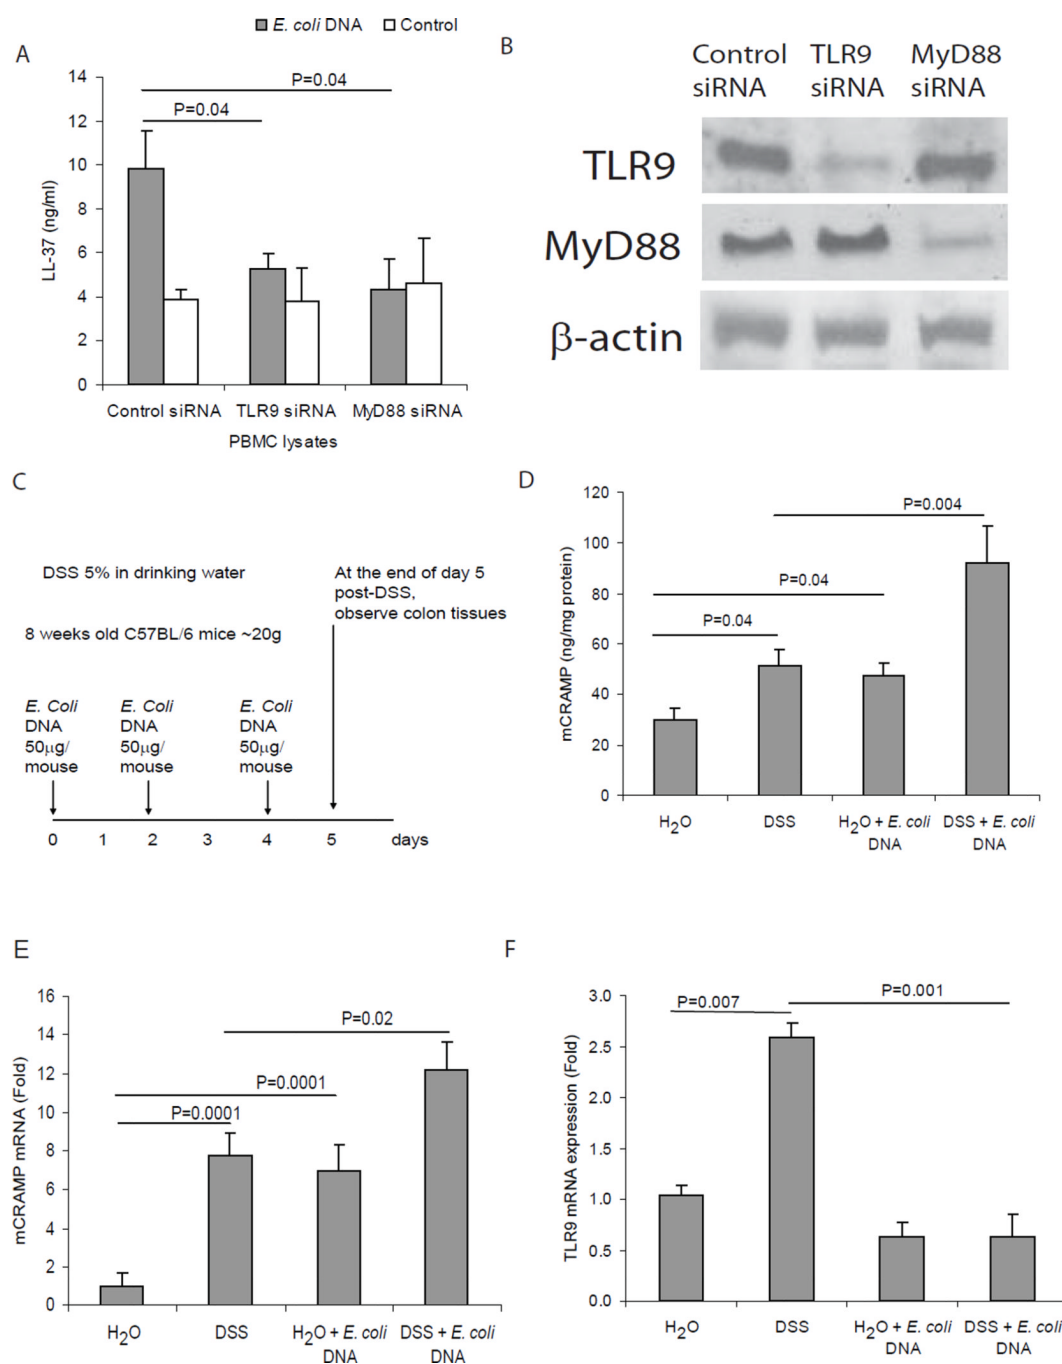 E. coli DNA Control
A
14
12
10
8
6
4
2
0
LL-37 (ng/ml)
P=0.04
P=0.04
Control siRNA TLR9 siRNA MyD88 siRNA
PBMC lysates
B
Control TLR9 MyD88
siRNA siRNA siRNA
TLR9
MyD88
β-actin
C
DSS 5% in drinking water
8 weeks old C57BL/6 mice ~20g
At the end of day 5
post-DSS,
observe colon tissues
E. Coli E. Coli E. Coli
DNA DNA DNA
50μg/ 50μg/ 50μg/
mouse mouse mouse
0 1 2 3 4 5 days
D
120
100
80
60
40
20
0
mCRAMP (ng/mg protein)
P=0.004
P=0.04
P=0.04
H₂O DSS H₂O + E. coli DSS + E. coli
DNA DNA
E
16
14
12
10
8
6
4
2
0
mCRAMP mRNA (Fold)
P=0.02
P=0.0001
P=0.0001
H₂O DSS H₂O + E. coli DSS + E. coli
DNA DNA
F
3.0
2.5
2.0
1.5
1.0
0.5
0.0
TLR9 mRNA expression (Fold)
P=0.007
P=0.001
H₂O DSS H₂O + E. coli DSS + E. coli
DNA DNA